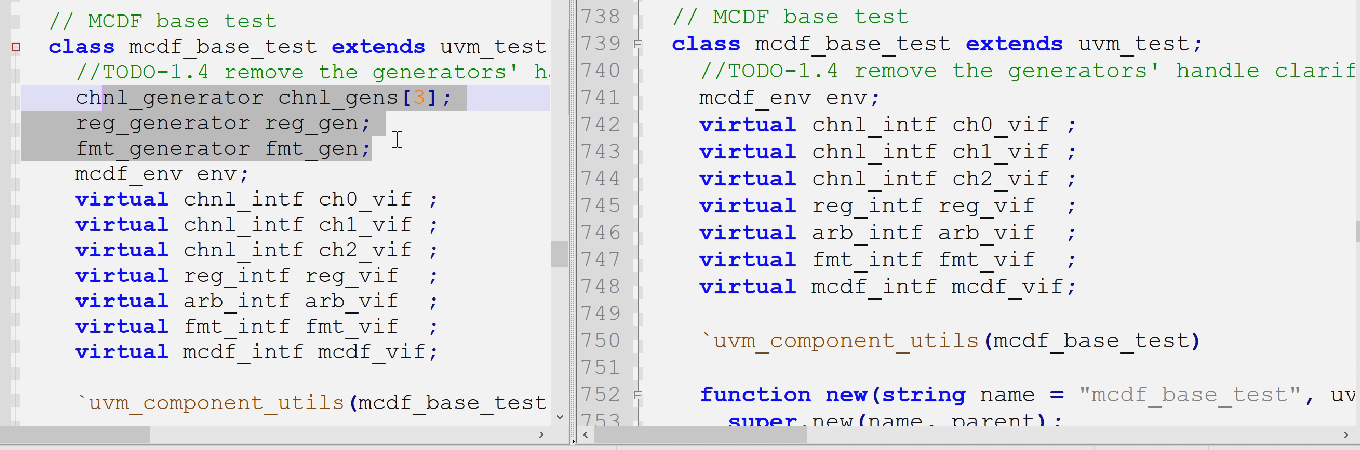 // MCDF base test
class mcdf_base_test extends uvm_test
//TODO-1.4 remove the generators'
chnl_generator chnl_gens[3];
reg_generator reg_gen;
fmt_generator fmt_gen;
mcdf_env env;
virtual chnl_intf ch0_vif ;
virtual chnl_intf ch1_vif ;
virtual chnl_intf ch2_vif ;
virtual reg_intf reg_vif ;
virtual arb_intf arb_vif ;
virtual fmt_intf fmt_vif ;
virtual mcdf_intf mcdf_vif;
`uvm_component_utils(mcdf_base_test
738 // MCDF base test
739 class mcdf_base_test extends uvm_test;
740 //TODO-1.4 remove the generators' handle clarif
741 mcdf_env env;
742 virtual chnl_intf ch0_vif ;
743 virtual chnl_intf ch1_vif ;
744 virtual chnl_intf ch2_vif ;
745 virtual reg_intf reg_vif ;
746 virtual arb_intf arb_vif ;
747 virtual fmt_intf fmt_vif ;
748 virtual mcdf_intf mcdf_vif;
749
750 `uvm_component_utils(mcdf_base_test)
751
752 function new(string name = "mcdf_base_test", uv
753 super.new(name, parent);